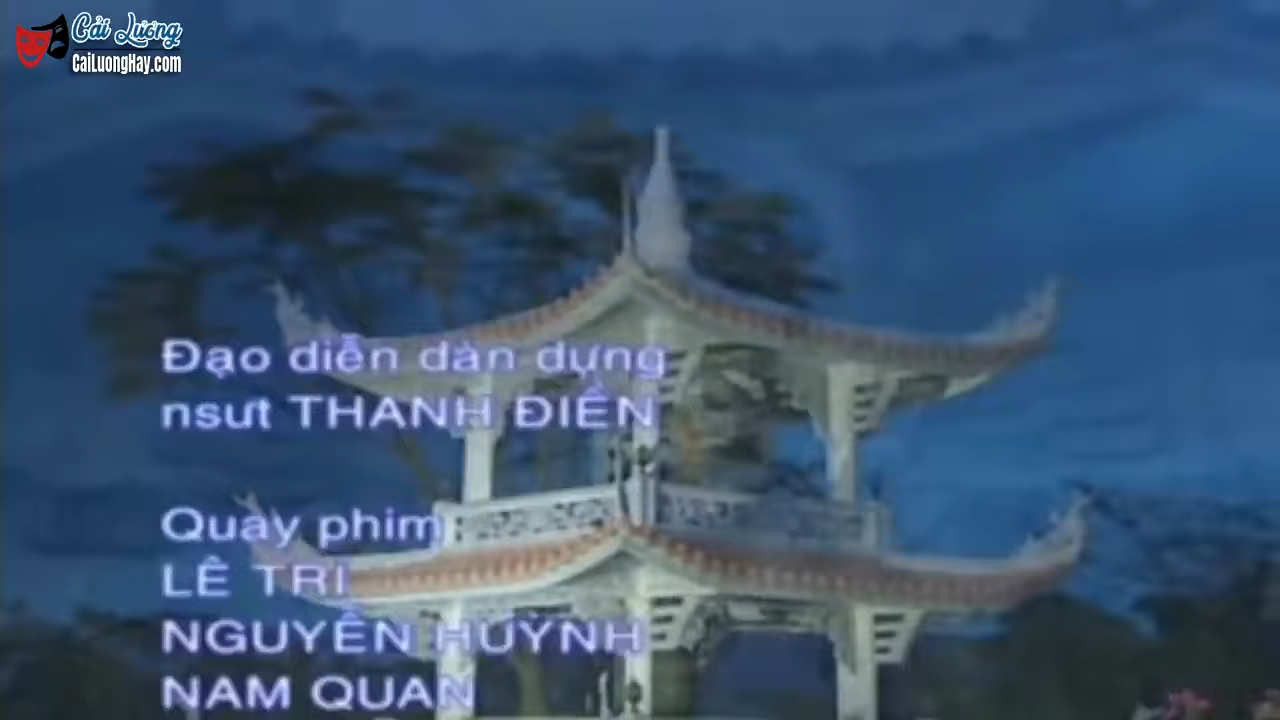 Cải Lương
CaiLuongHay.com
Đạo diễn dàn dựng
nsưt THANH ĐIỀN
Quay phim
LÊ TRI
NGUYÊN HUỲNH
NAM QUAN